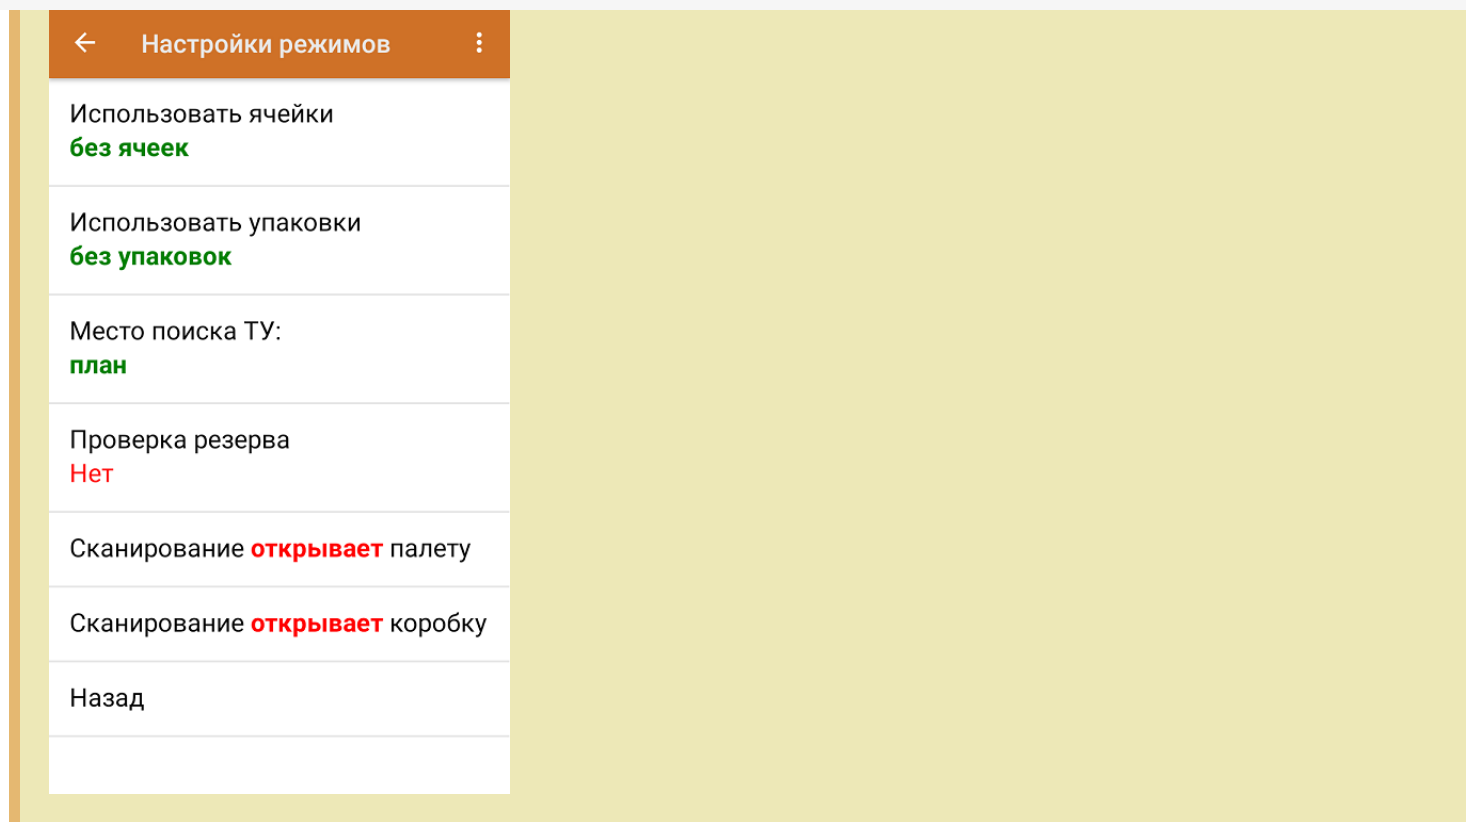 Настройки режимов
Использовать ячейки
без ячеек
Использовать упаковки
без упаковок
Место поиска ТУ:
план
Проверка резерва
Нет
Сканирование открывает палету
Сканирование открывает коробку
Назад